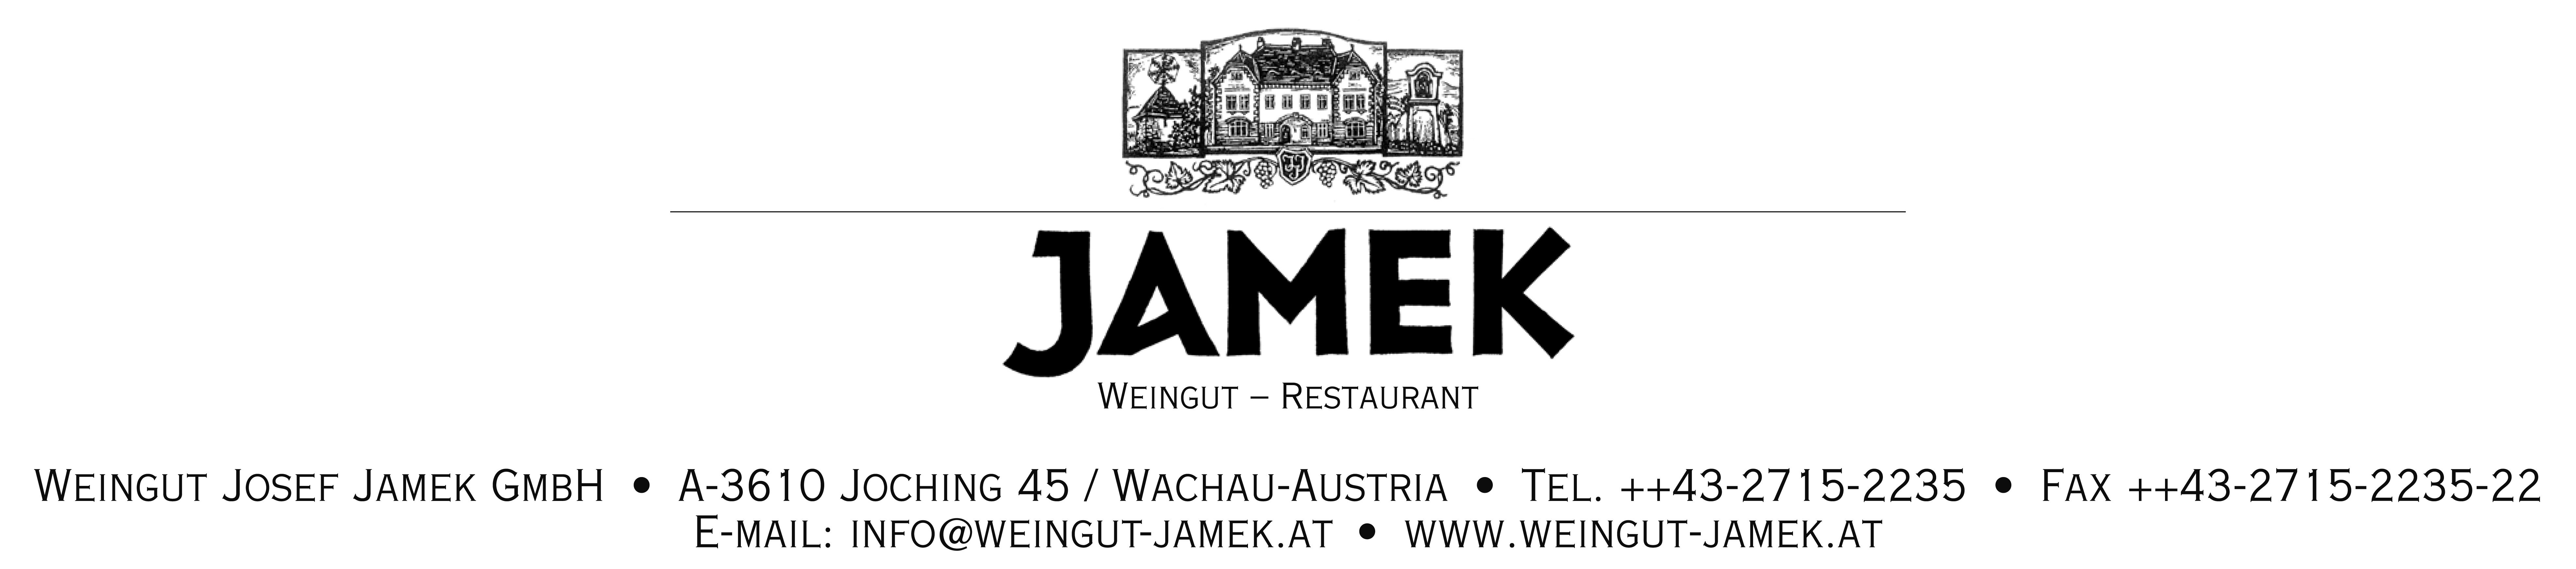 JJ
JAMEK
WEINGUT – RESTAURANT
WEINGUT JOSEF JAMEK GMBH • A-3610 JOCHING 45 / WACHAU-AUSTRIA • TEL. ++43-2715-2235 • FAX ++43-2715-2235-22
E-MAIL: INFO@WEINGUT-JAMEK.AT • WWW.WEINGUT-JAMEK.AT